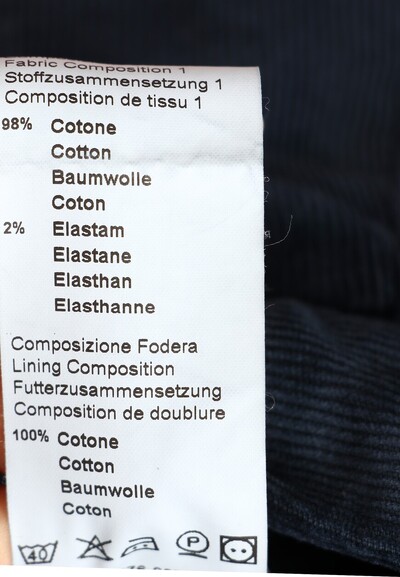 Fabric Composition 1
Stoffzusammensetzung 1
Composition de tissu 1
98% Cotone
Cotton
Baumwolle
Coton
2% Elastam
Elastane
Elasthan
Elasthanne
Composizione Fodera
Lining Composition
Futterzusammensetzung
Composition de doublure
100% Cotone
Cotton
Baumwolle
Coton
40 P